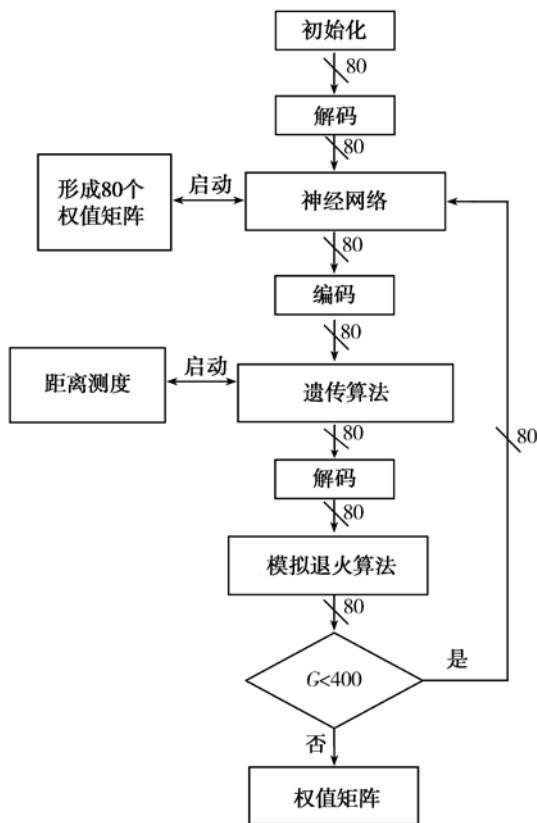 初始化
80
解码
80
形成80个
权值矩阵
启动
神经网络
80
编码
80
距离测度
启动
遗传算法
80
80
解码
80
模拟退火算法
80
G<400
是
否
权值矩阵